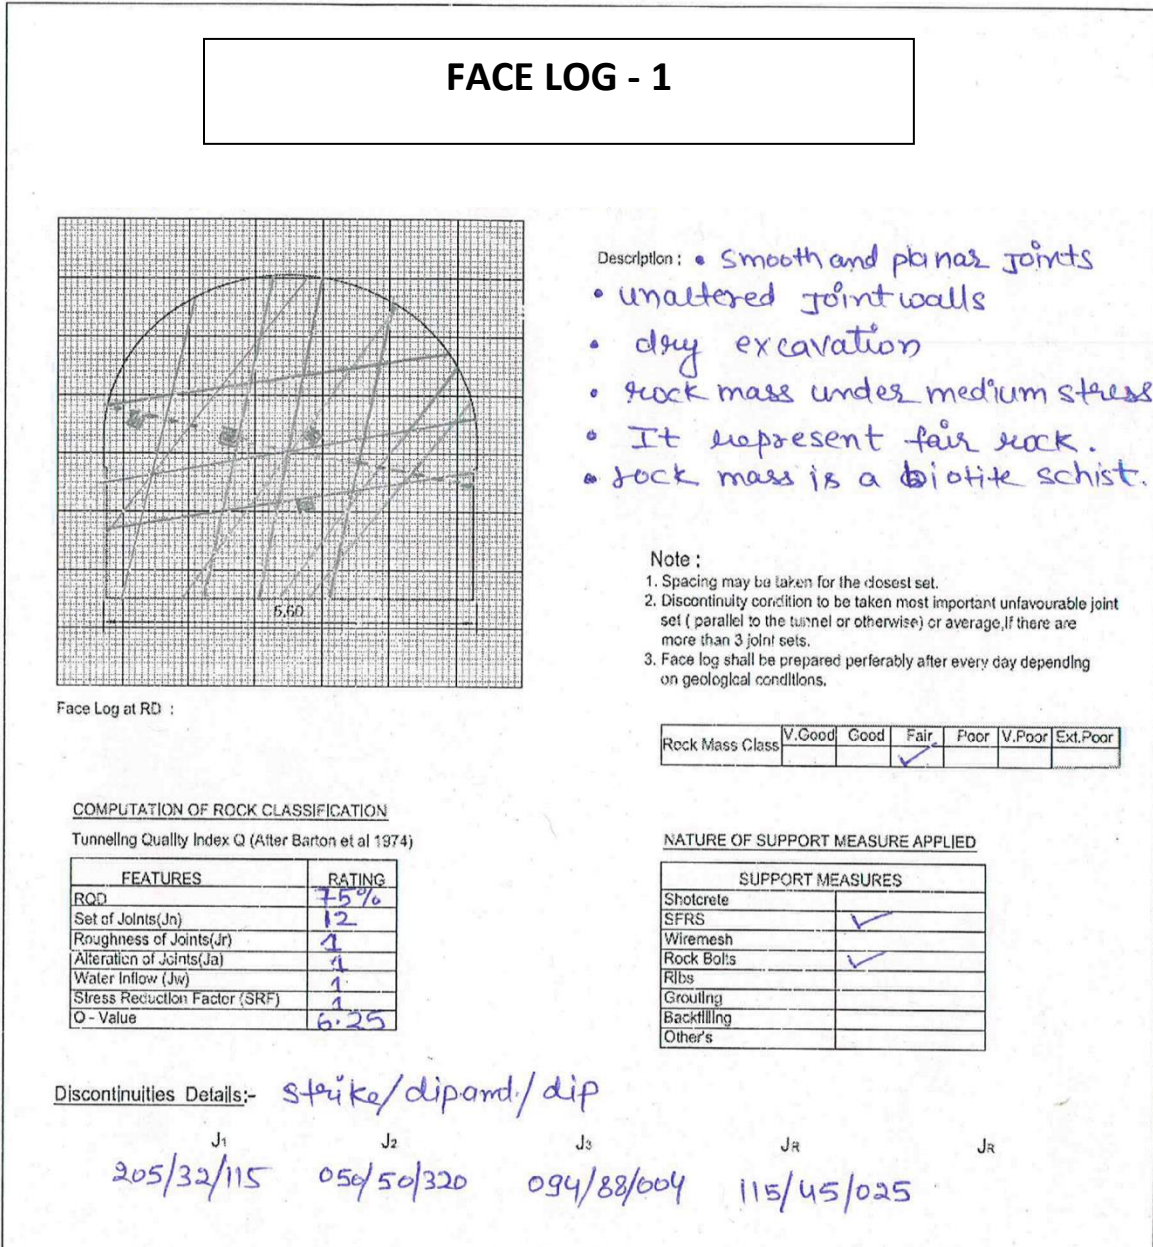 FACE LOG - 1
Description : • smooth and planar joints
• unaltered joint walls
• dry excavation
• rock mass under medium stress
• It represent fair rock.
• rock mass is a biotite schist.
5.60
Face Log at RD :
Note :
1. Spacing may be taken for the closest set.
2. Discontinuity condition to be taken most important unfavourable joint
set ( parallel to the tunnel or otherwise) or average,If there are
more than 3 joint sets.
3. Face log shall be prepared perferably after every day depending
on geological conditions.
Rock Mass Class V.Good Good Fair Poor V.Poor Ext.Poor
✓
COMPUTATION OF ROCK CLASSIFICATION
Tunneling Quality Index Q (After Barton et al 1974)
FEATURES RATING
RQD 75%
Set of Joints(Jn) 12
Roughness of Joints(Jr) 1
Alteration of Joints(Ja) 1
Water Inflow (Jw) 1
Stress Reduction Factor (SRF) 1
Q - Value 6.25
NATURE OF SUPPORT MEASURE APPLIED
SUPPORT MEASURES
Shotcrete
SFRS ✓
Wiremesh
Rock Bolts ✓
Ribs
Grouting
Backfilling
Other's
Discontinuities Details:- strike/dipamd./dip
J1 J2 J3 JR JR
205/32/115 050/50/320 094/88/004 115/45/025